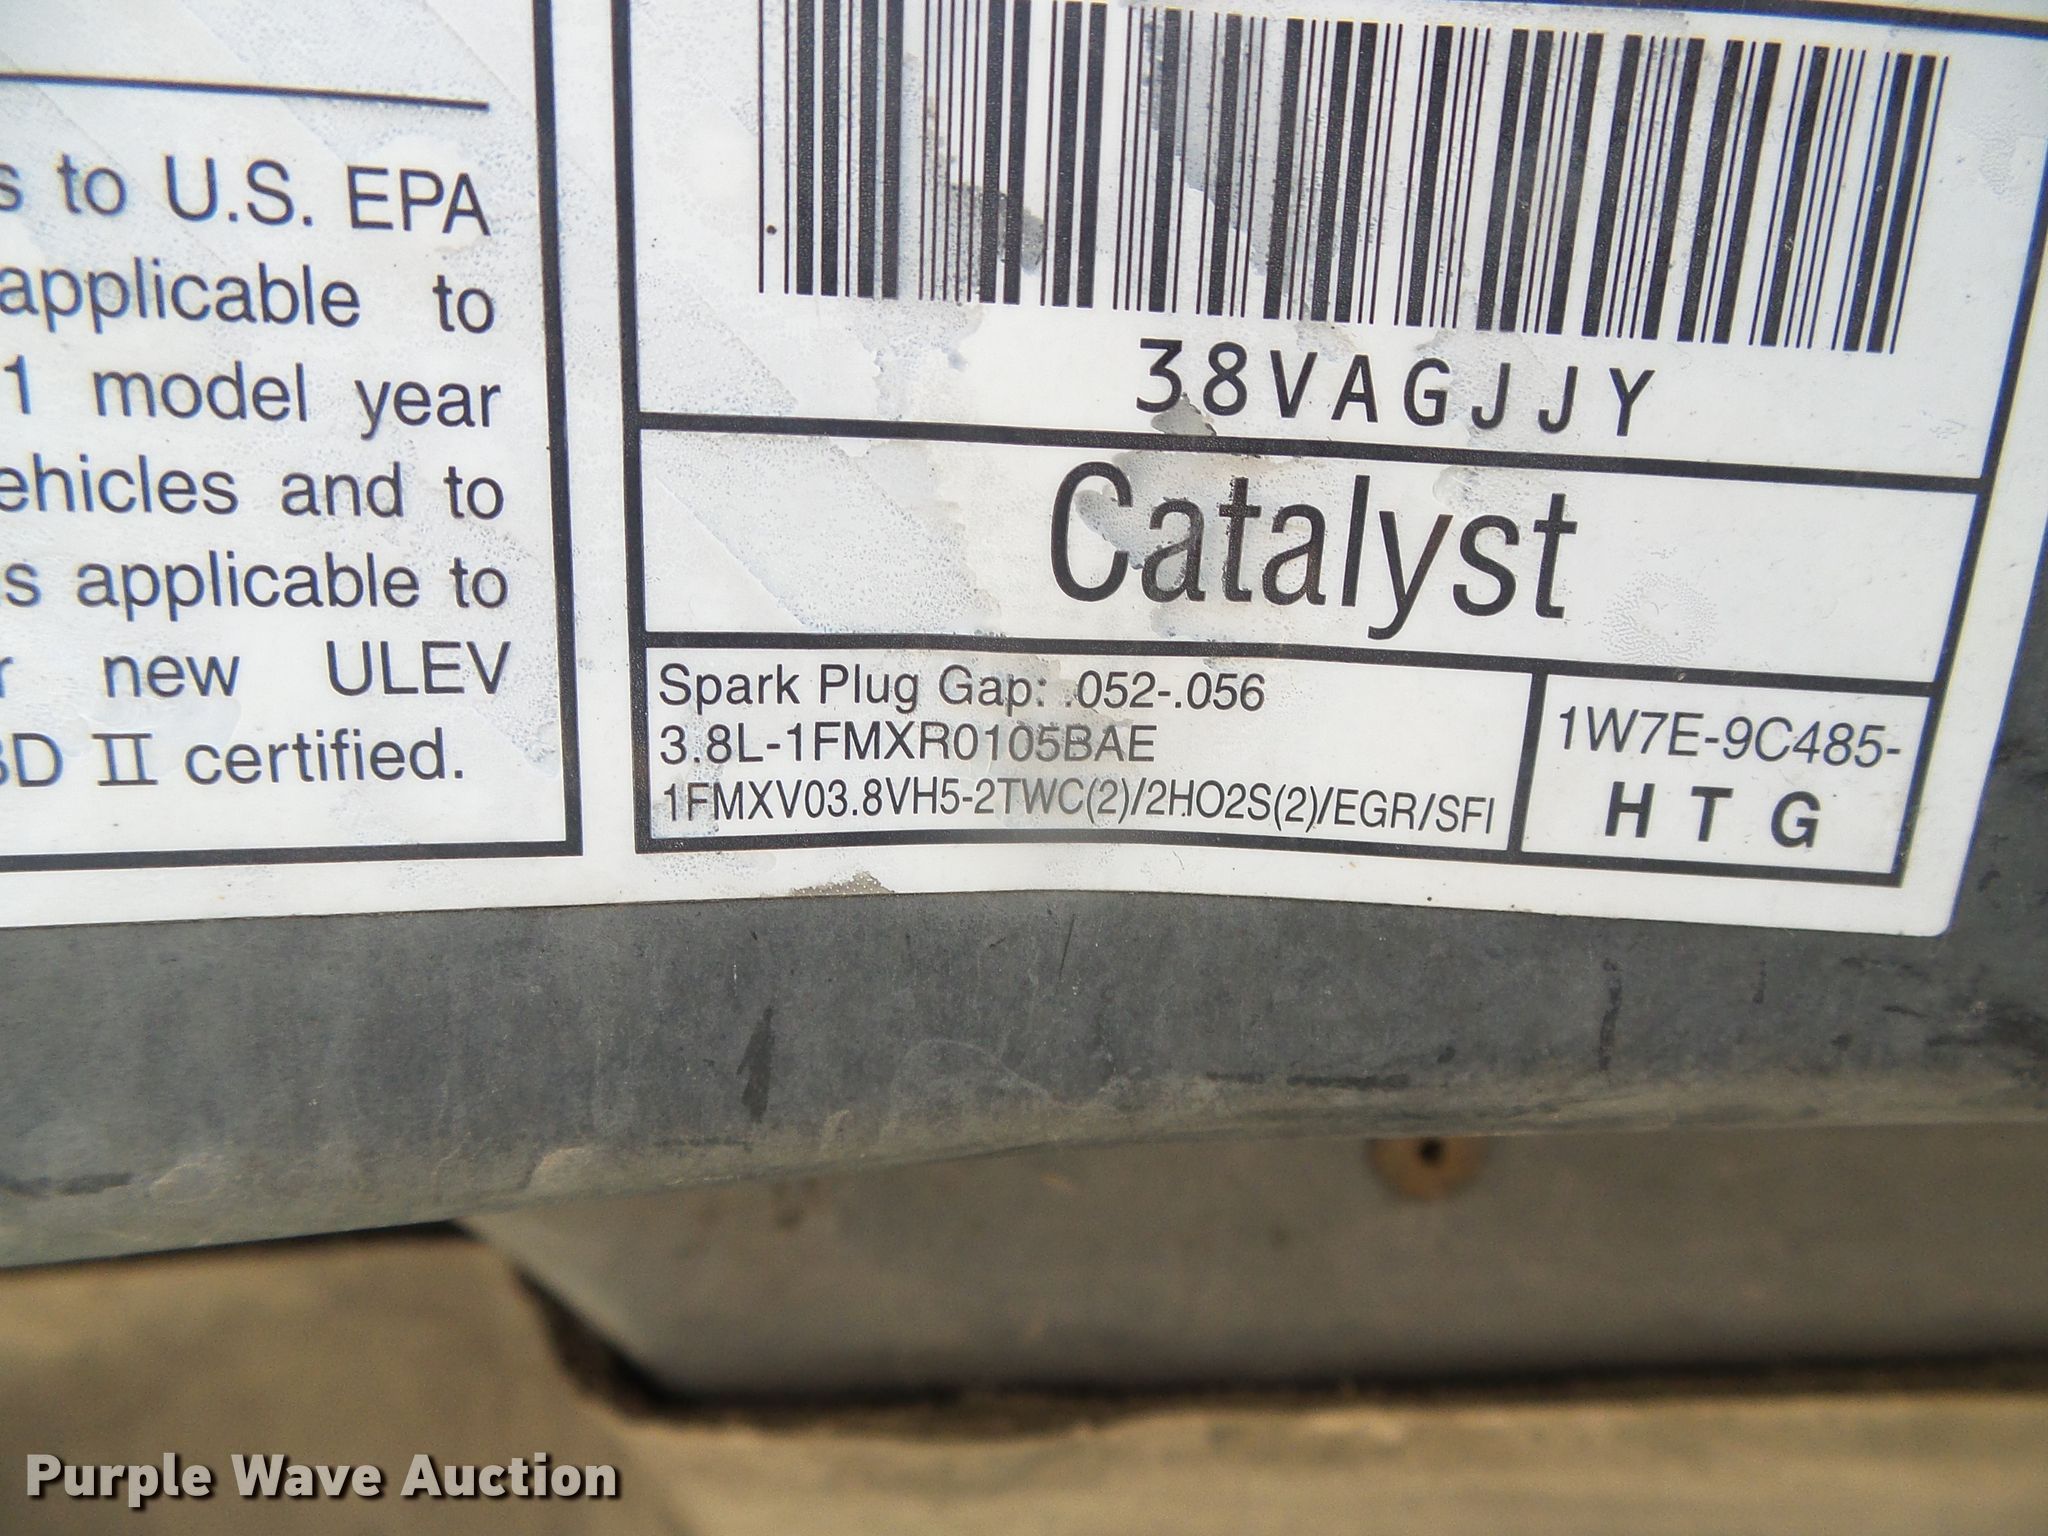 to U.S. EPA
applicable to
1 model year
and to
applicable to
new ULEV
II certified.
38VAGJJY
Catalyst
Spark Plug Gap: .052-.056
3.8L-1FMXR0105BAE
1FMXV03.8VH5-2TWC(2)/2HO2S(2)/EGR/SFI
1W7E-9C485-
HTG
Purple Wave Auction